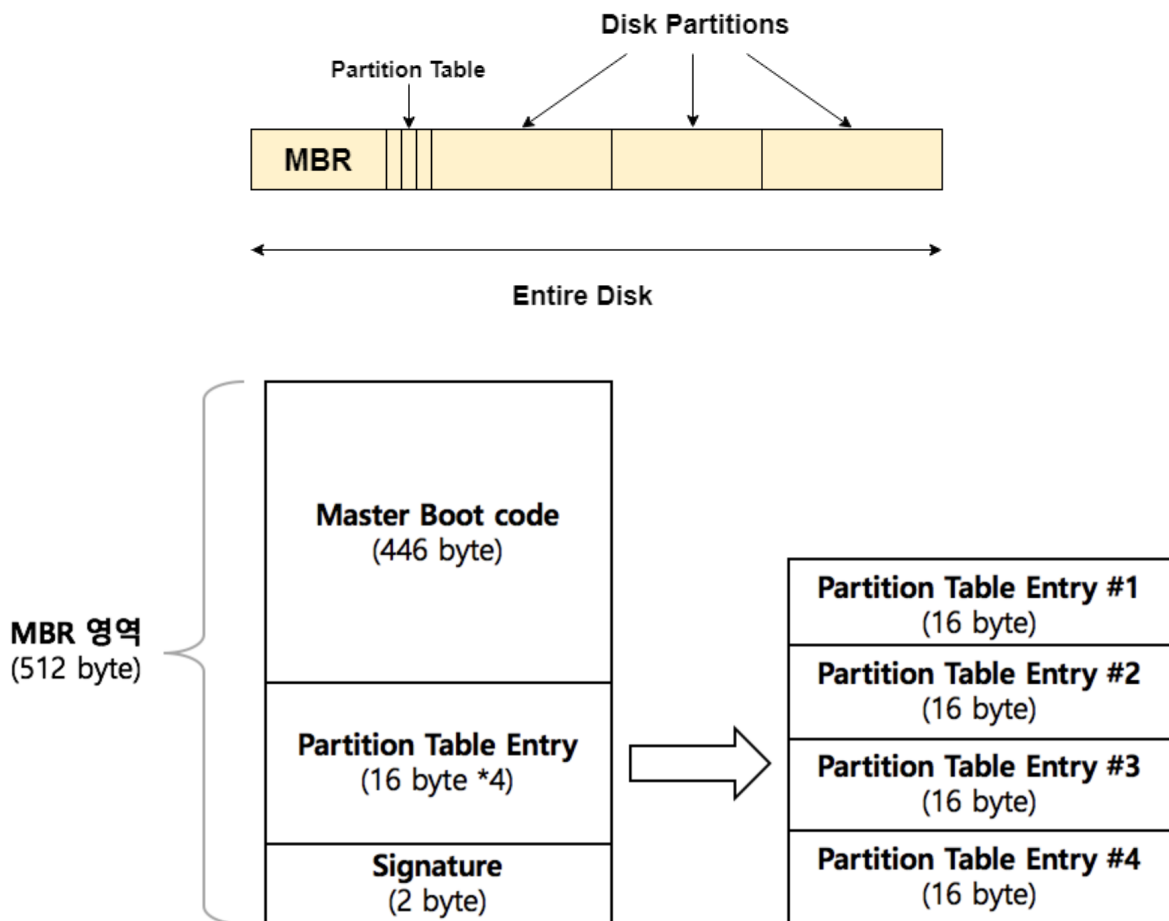 Disk Partitions
Partition Table
MBR
Entire Disk
MBR 영역
(512 byte)
Master Boot code
(446 byte)
Partition Table Entry
(16 byte *4)
Signature
(2 byte)
Partition Table Entry #1
(16 byte)
Partition Table Entry #2
(16 byte)
Partition Table Entry #3
(16 byte)
Partition Table Entry #4
(16 byte)